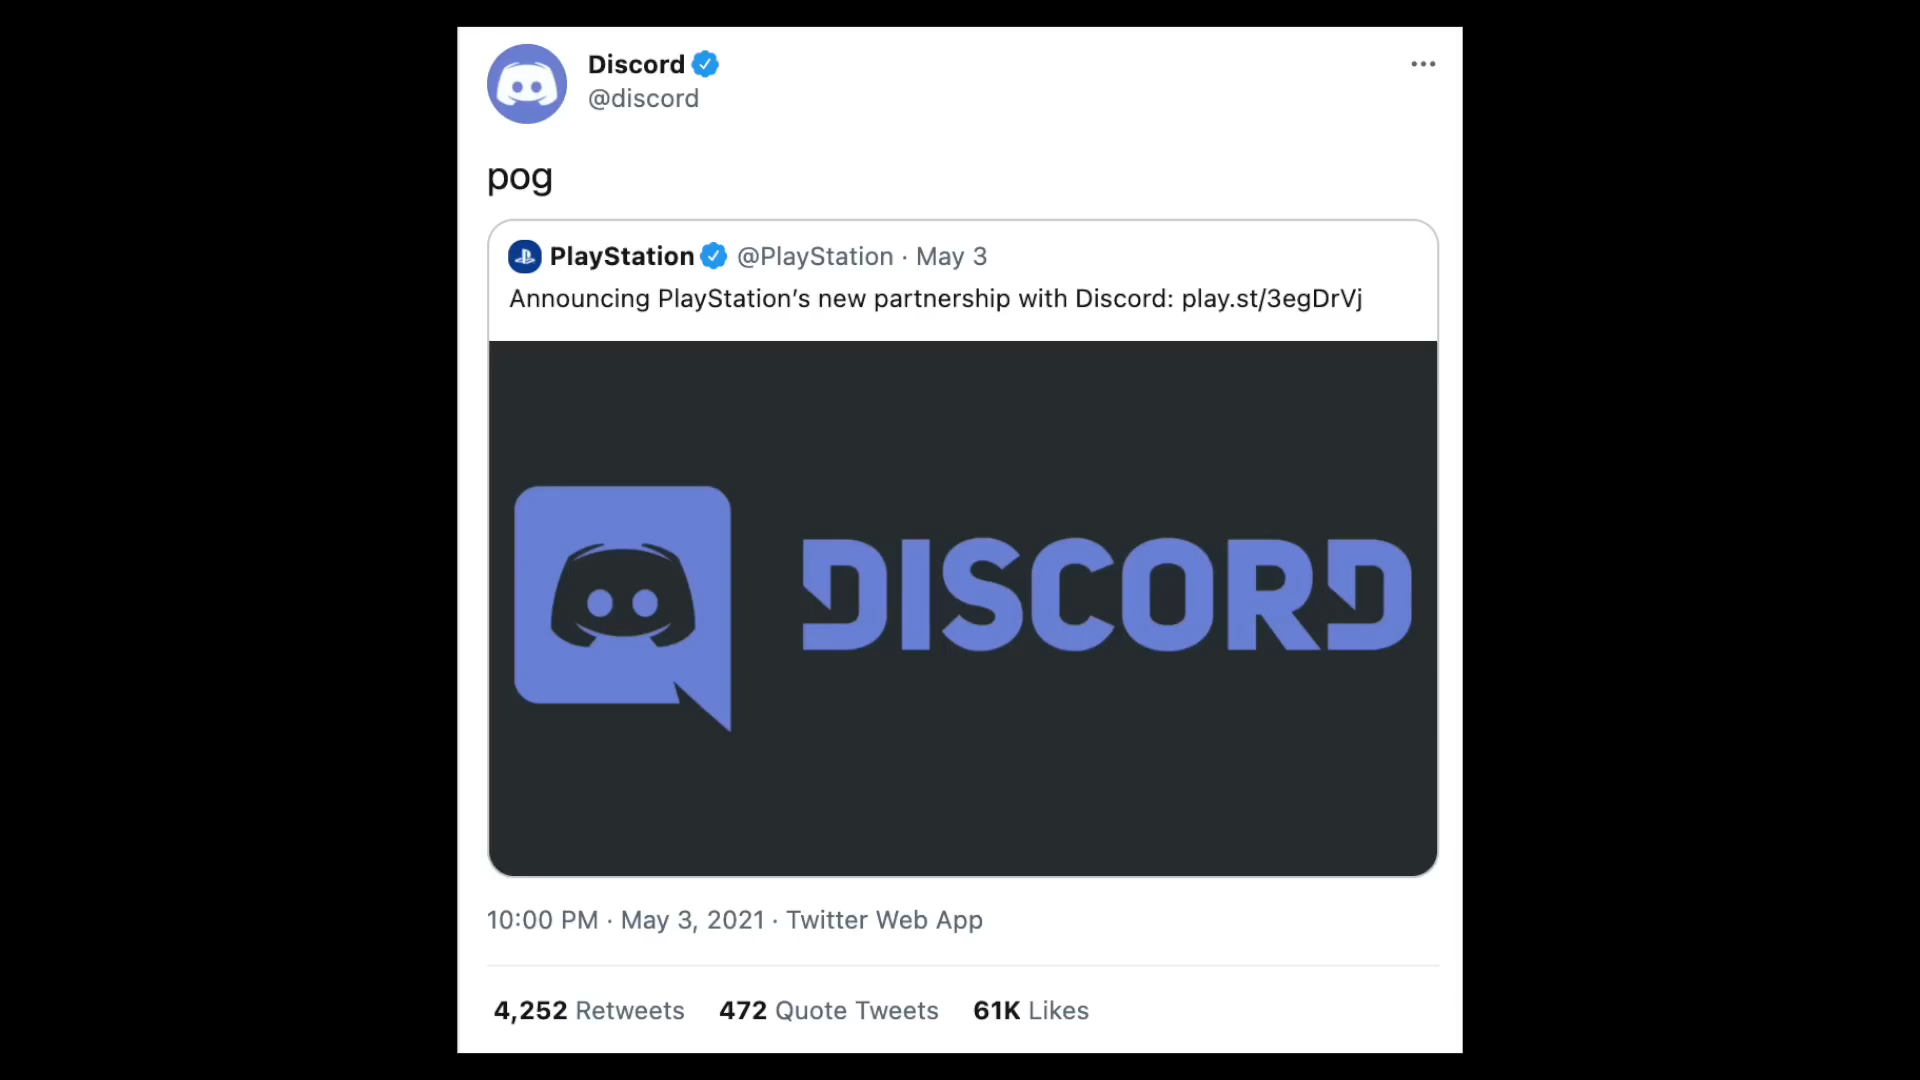 Discord
@discord
pog
PlayStation @PlayStation · May 3
Announcing PlayStation’s new partnership with Discord: play.st/3egDrVj
DISCORD
10:00 PM · May 3, 2021 · Twitter Web App
4,252 Retweets 472 Quote Tweets 61K Likes